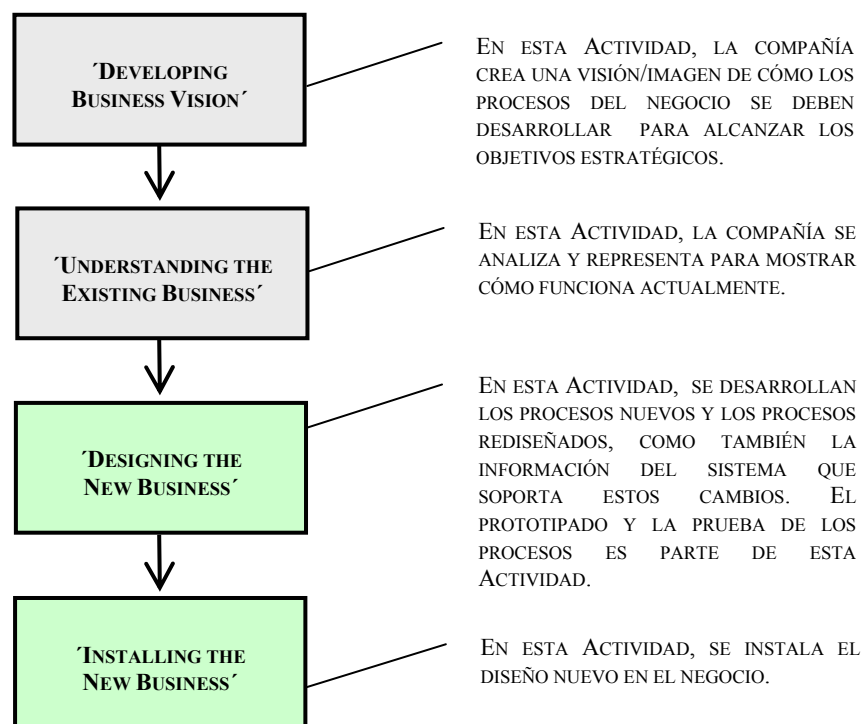 ´DEVELOPING
BUSINESS VISION´
EN ESTA ACTIVIDAD, LA COMPAÑÍA
CREA UNA VISIÓN/IMAGEN DE CÓMO LOS
PROCESOS DEL NEGOCIO SE DEBEN
DESARROLLAR PARA ALCANZAR LOS
OBJETIVOS ESTRATÉGICOS.
´UNDERSTANDING THE
EXISTING BUSINESS´
EN ESTA ACTIVIDAD, LA COMPAÑÍA SE
ANALIZA Y REPRESENTA PARA MOSTRAR
CÓMO FUNCIONA ACTUALMENTE.
´DESIGNING THE
NEW BUSINESS´
EN ESTA ACTIVIDAD, SE DESARROLLAN
LOS PROCESOS NUEVOS Y LOS PROCESOS
REDISEÑADOS, COMO TAMBIÉN LA
INFORMACIÓN DEL SISTEMA QUE
SOPORTA ESTOS CAMBIOS. EL
PROTOTIPADO Y LA PRUEBA DE LOS
PROCESOS ES PARTE DE ESTA
ACTIVIDAD.
´INSTALLING THE
NEW BUSINESS´
EN ESTA ACTIVIDAD, SE INSTALA EL
DISEÑO NUEVO EN EL NEGOCIO.